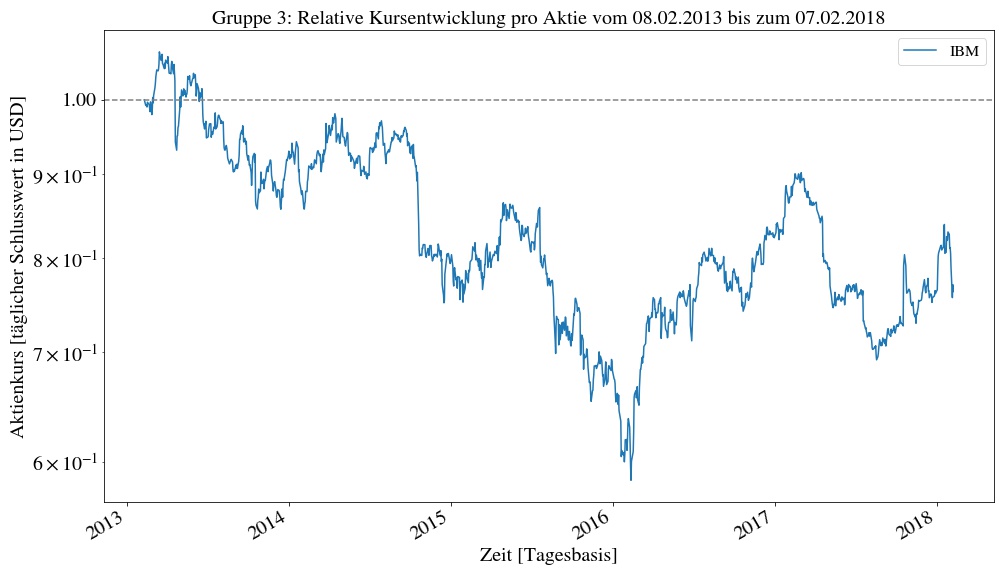 Gruppe 3: Relative Kursentwicklung pro Aktie vom 08.02.2013 bis zum 07.02.2018
IBM
Aktienkurs [täglicher Schlusswert in USD]
1.00
9 × 10⁻¹
8 × 10⁻¹
7 × 10⁻¹
6 × 10⁻¹
2013
2014
2015
2016
2017
2018
Zeit [Tagesbasis]